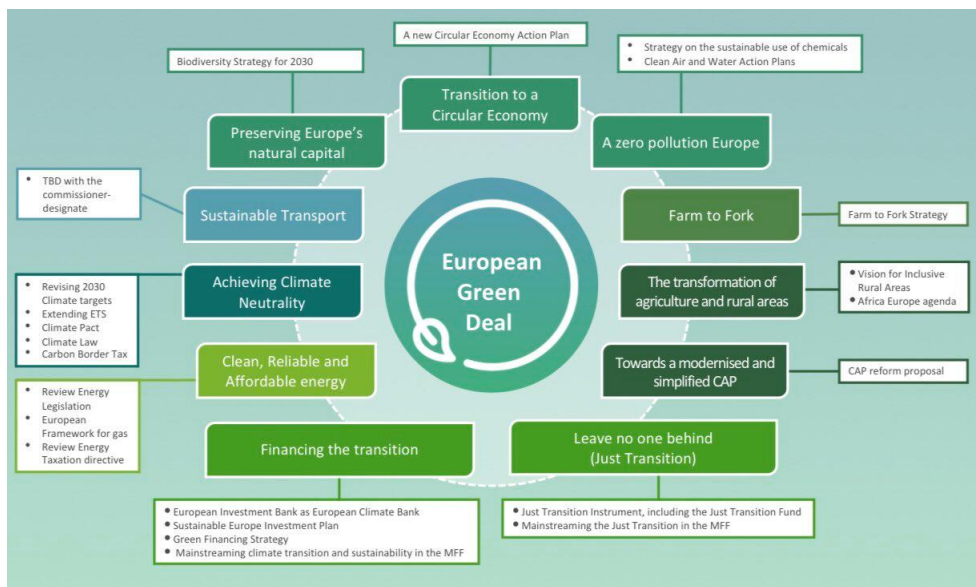 A new Circular Economy Action Plan
Biodiversity Strategy for 2030
• Strategy on the sustainable use of chemicals
• Clean Air and Water Action Plans
Transition to a
Circular Economy
Preserving Europe's
natural capital
A zero pollution Europe
• TBD with the
commissioner-
designate
Sustainable Transport
Farm to Fork
Farm to Fork Strategy
European
Green
Deal
• Revising 2030
Climate targets
• Extending ETS
• Climate Pact
• Climate Law
• Carbon Border Tax
Achieving Climate
Neutrality
The transformation of
agriculture and rural areas
• Vision for Inclusive
Rural Areas
• Africa Europe agenda
• Review Energy
Legislation
• European
Framework for gas
• Review Energy
Taxation directive
Clean, Reliable and
Affordable energy
Towards a modernised and
simplified CAP
CAP reform proposal
Financing the transition
Leave no one behind
(Just Transition)
• European Investment Bank as European Climate Bank
• Sustainable Europe Investment Plan
• Green Financing Strategy
• Mainstreaming climate transition and sustainability in the MFF
• Just Transition Instrument, including the Just Transition Fund
• Mainstreaming the Just Transition in the MFF